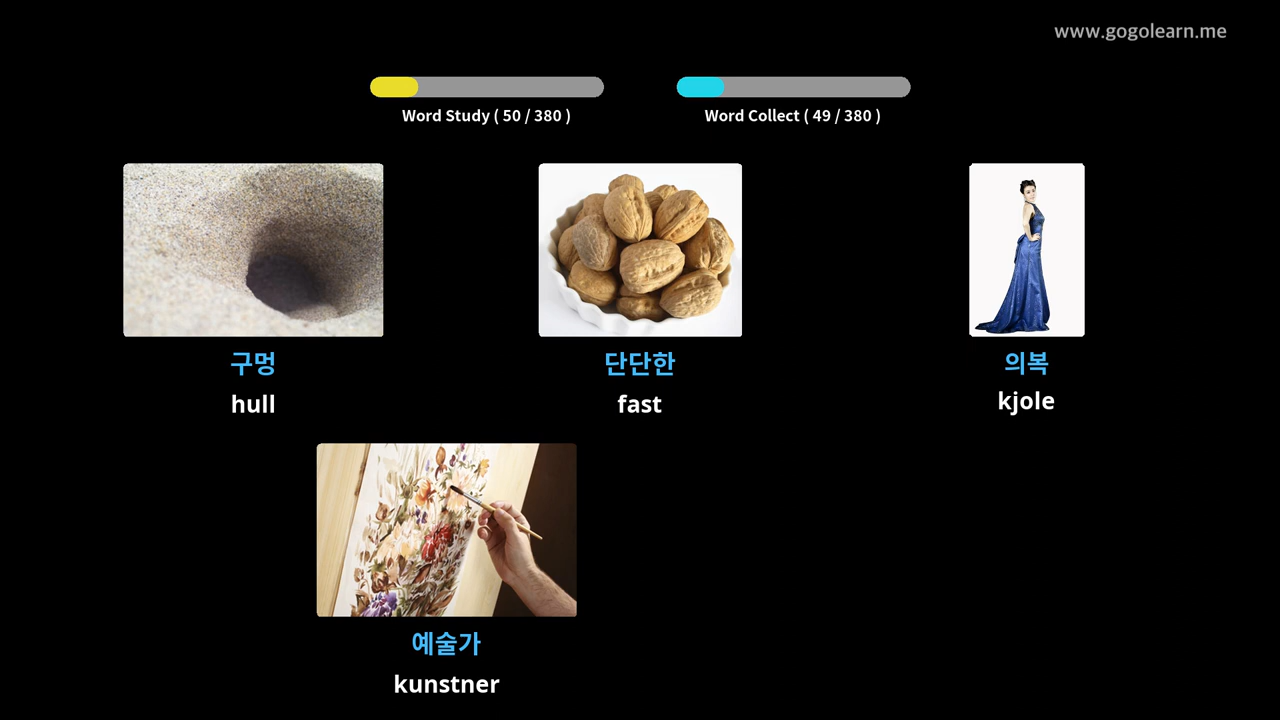 www.gogolearn.me
Word Study ( 50 / 380 )
Word Collect ( 49 / 380 )
구멍
hull
단단한
fast
의복
kjole
예술가
kunstner